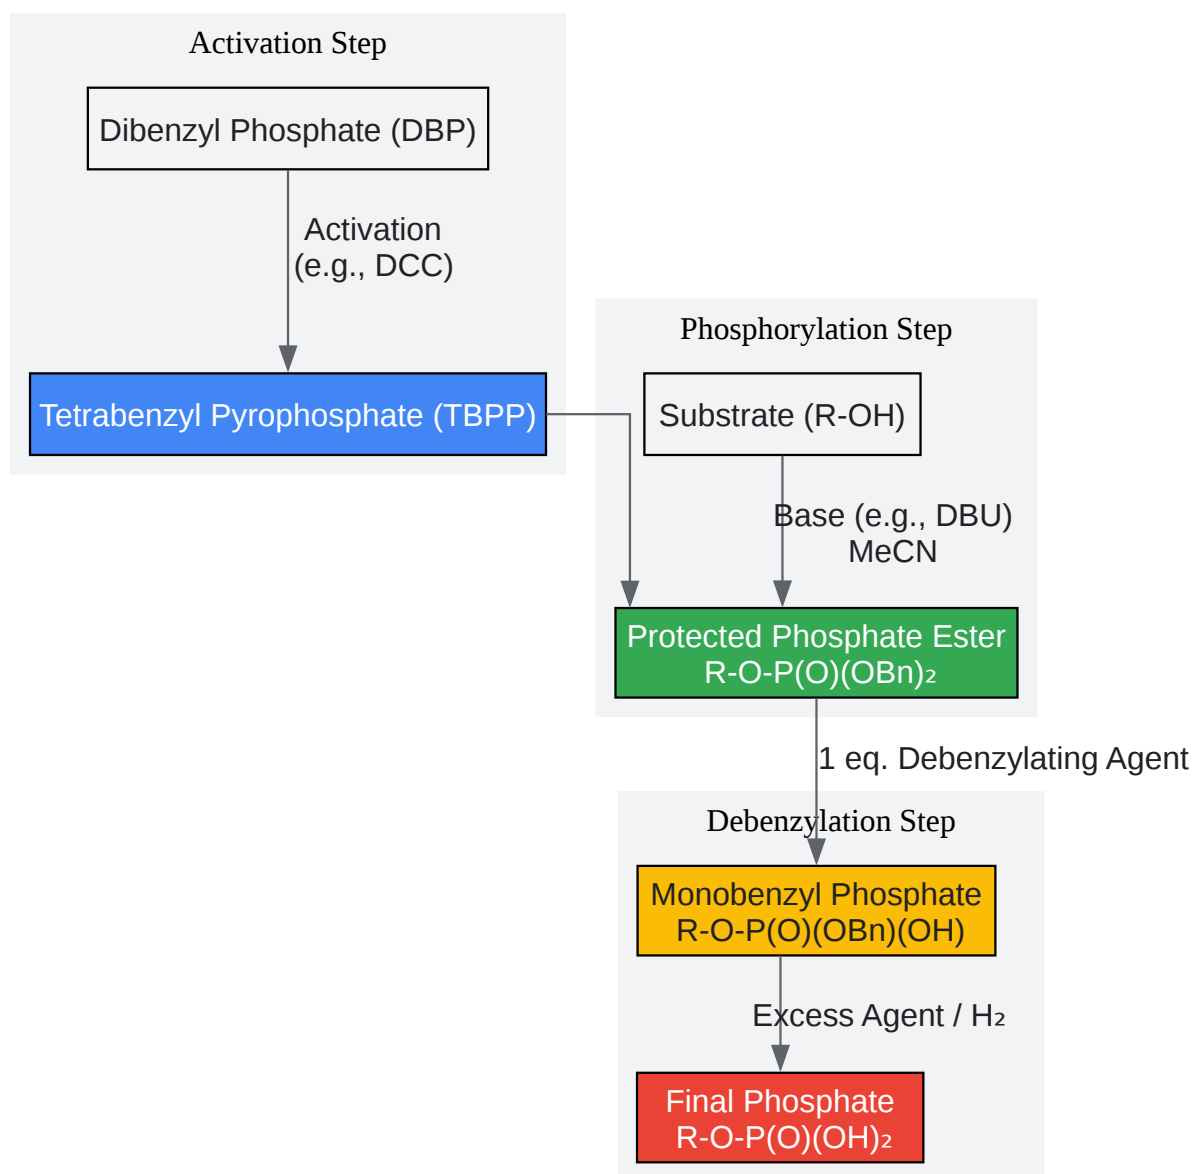 Activation Step
Dibenzyl Phosphate (DBP)
Activation
(e.g., DCC)
Tetrabenzyl Pyrophosphate (TBPP)
Phosphorylation Step
Substrate (R-OH)
Base (e.g., DBU)
MeCN
Protected Phosphate Ester
R-O-P(O)(OBn)₂
1 eq. Debenzylating Agent
Debenzylation Step
Monobenzyl Phosphate
R-O-P(O)(OBn)(OH)
Excess Agent / H₂
Final Phosphate
R-O-P(O)(OH)₂